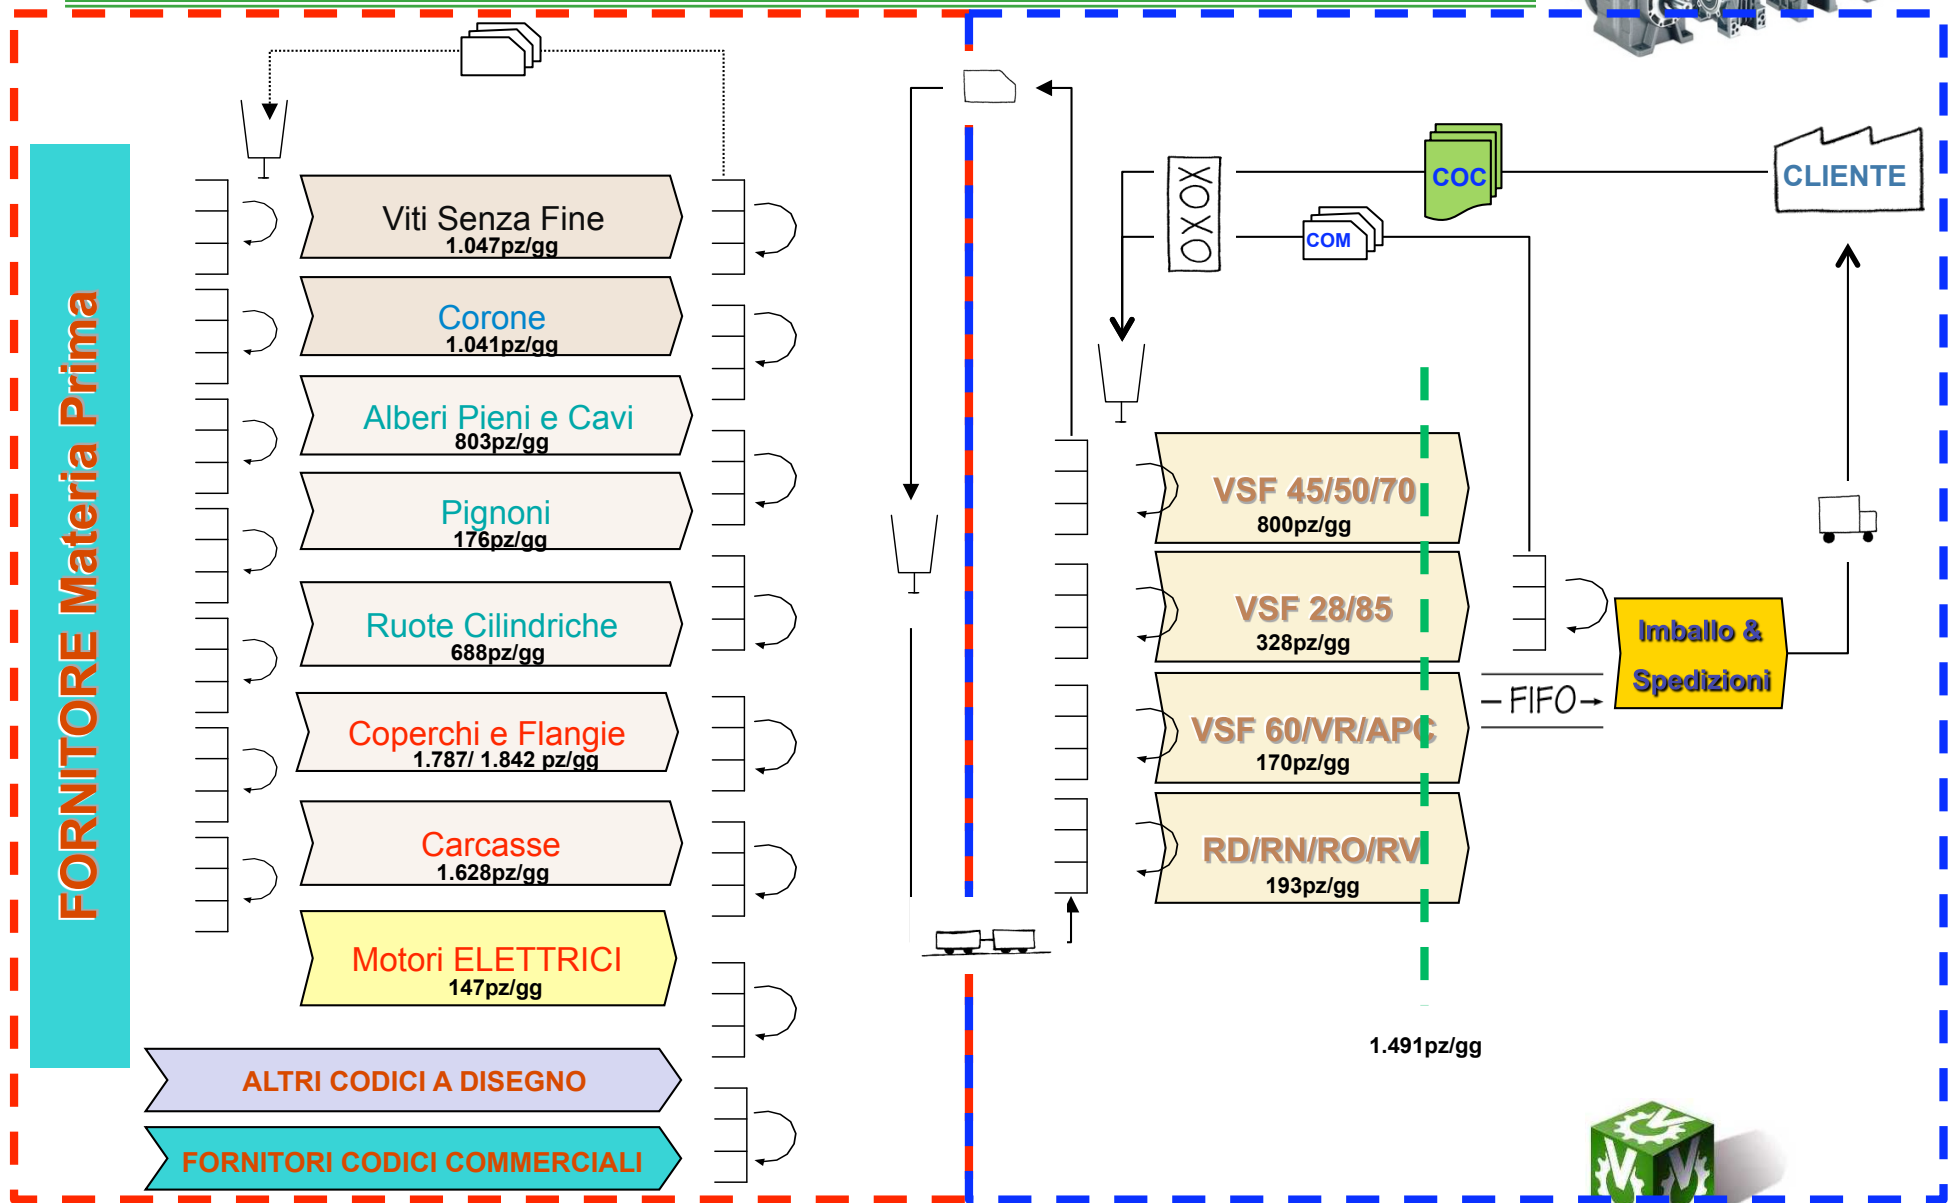 FORNITORE Materia Prima
Viti Senza Fine
1.047pz/gg
Corone
1.041pz/gg
Alberi Pieni e Cavi
803pz/gg
Pignoni
176pz/gg
Ruote Cilindriche
688pz/gg
Coperchi e Flangie
1.787/ 1.842 pz/gg
Carcasse
1.628pz/gg
Motori ELETTRICI
147pz/gg
ALTRI CODICI A DISEGNO
FORNITORI CODICI COMMERCIALI
XOXO
COC
COM
CLIENTE
VSF 45/50/70
800pz/gg
VSF 28/85
328pz/gg
VSF 60/VR/APC
170pz/gg
RD/RN/RO/RV
193pz/gg
FIFO
Imballo &
Spedizioni
1.491pz/gg
V V V